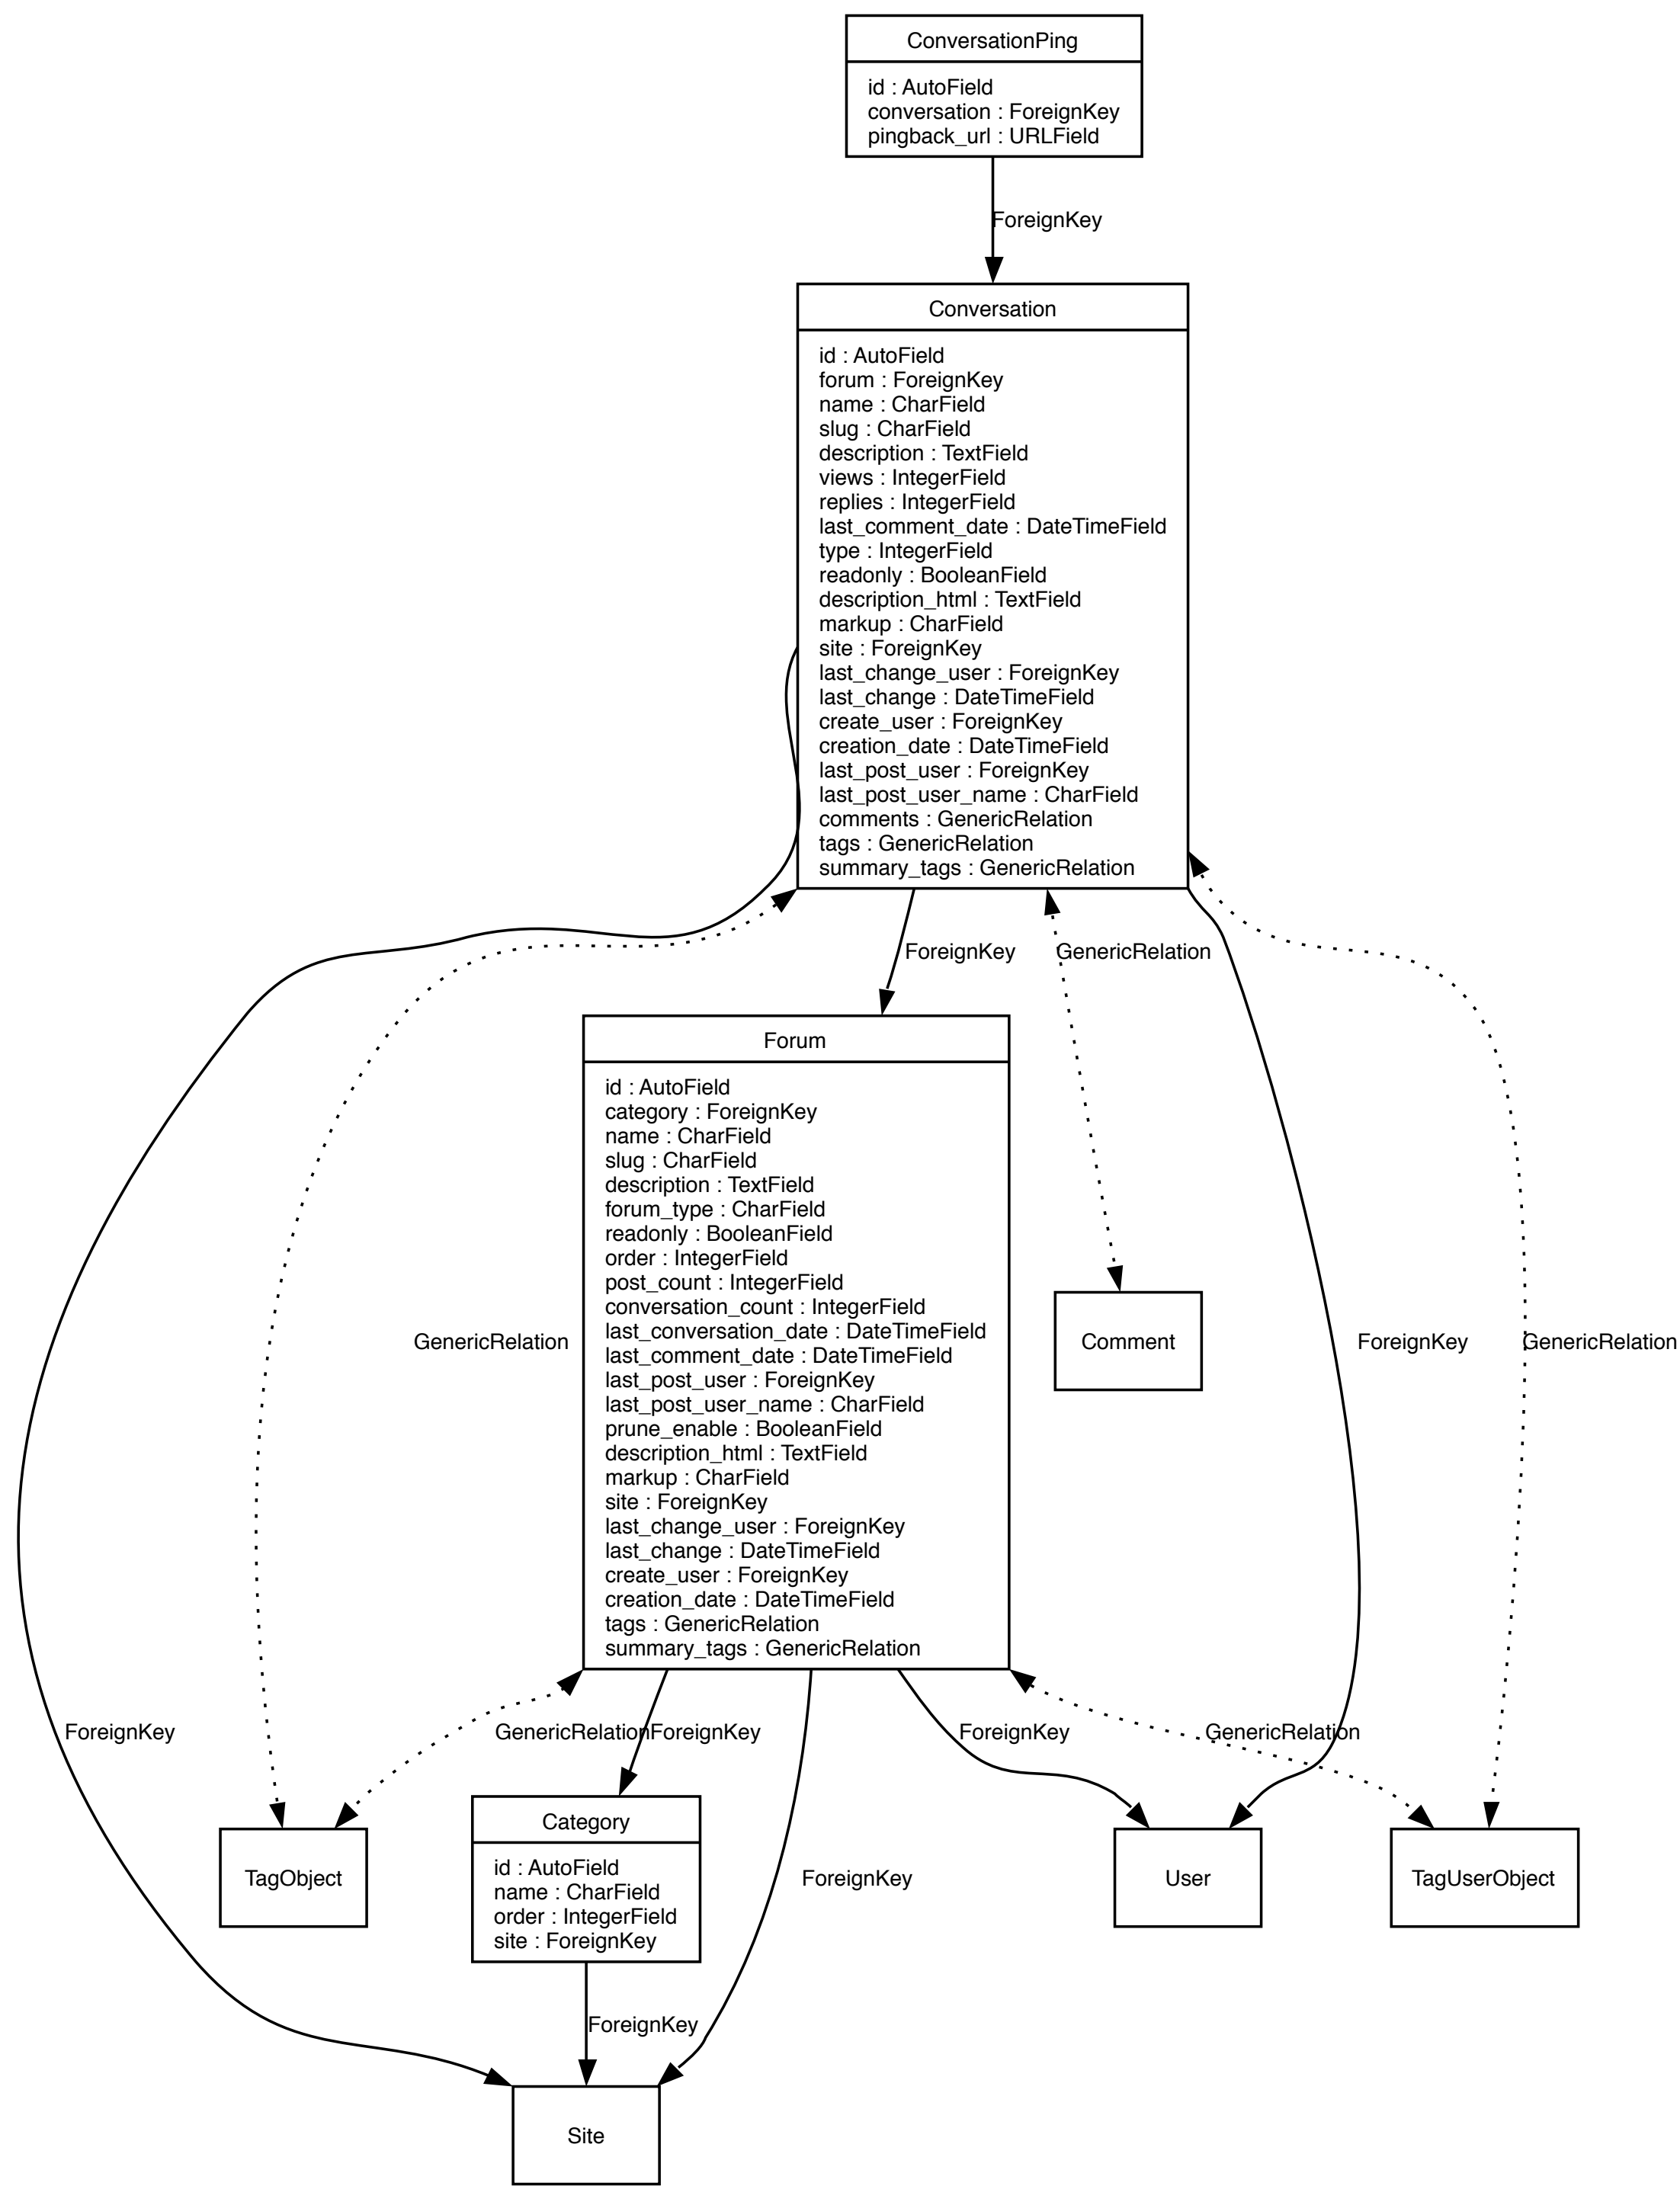 ConversationPing
id : AutoField
conversation : ForeignKey
pingback_url : URLField
ForeignKey
Conversation
id : AutoField
forum : ForeignKey
name : CharField
slug : CharField
description : TextField
views : IntegerField
replies : IntegerField
last_comment_date : DateTimeField
type : IntegerField
readonly : BooleanField
description_html : TextField
markup : CharField
site : ForeignKey
last_change_user : ForeignKey
last_change : DateTimeField
create_user : ForeignKey
creation_date : DateTimeField
last_post_user : ForeignKey
last_post_user_name : CharField
comments : GenericRelation
tags : GenericRelation
summary_tags : GenericRelation
ForeignKey
GenericRelation
Forum
id : AutoField
category : ForeignKey
name : CharField
slug : CharField
description : TextField
forum_type : CharField
readonly : BooleanField
order : IntegerField
post_count : IntegerField
conversation_count : IntegerField
last_conversation_date : DateTimeField
last_comment_date : DateTimeField
last_post_user : ForeignKey
last_post_user_name : CharField
prune_enable : BooleanField
description_html : TextField
markup : CharField
site : ForeignKey
last_change_user : ForeignKey
last_change : DateTimeField
create_user : ForeignKey
creation_date : DateTimeField
tags : GenericRelation
summary_tags : GenericRelation
GenericRelation
Comment
ForeignKey
GenericRelation
ForeignKey
GenericRelation
ForeignKey
ForeignKey
GenericRelation
TagObject
Category
id : AutoField
name : CharField
order : IntegerField
site : ForeignKey
ForeignKey
User
TagUserObject
ForeignKey
Site